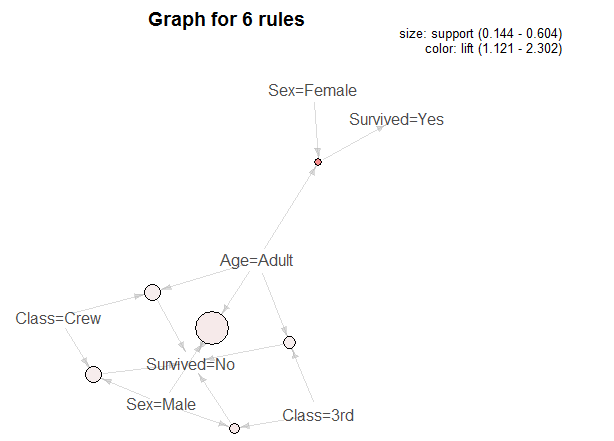 Graph for 6 rules
size: support (0.144 - 0.604)
color: lift (1.121 - 2.302)
Sex=Female
Survived=Yes
Age=Adult
Class=Crew
Survived=No
Sex=Male
Class=3rd